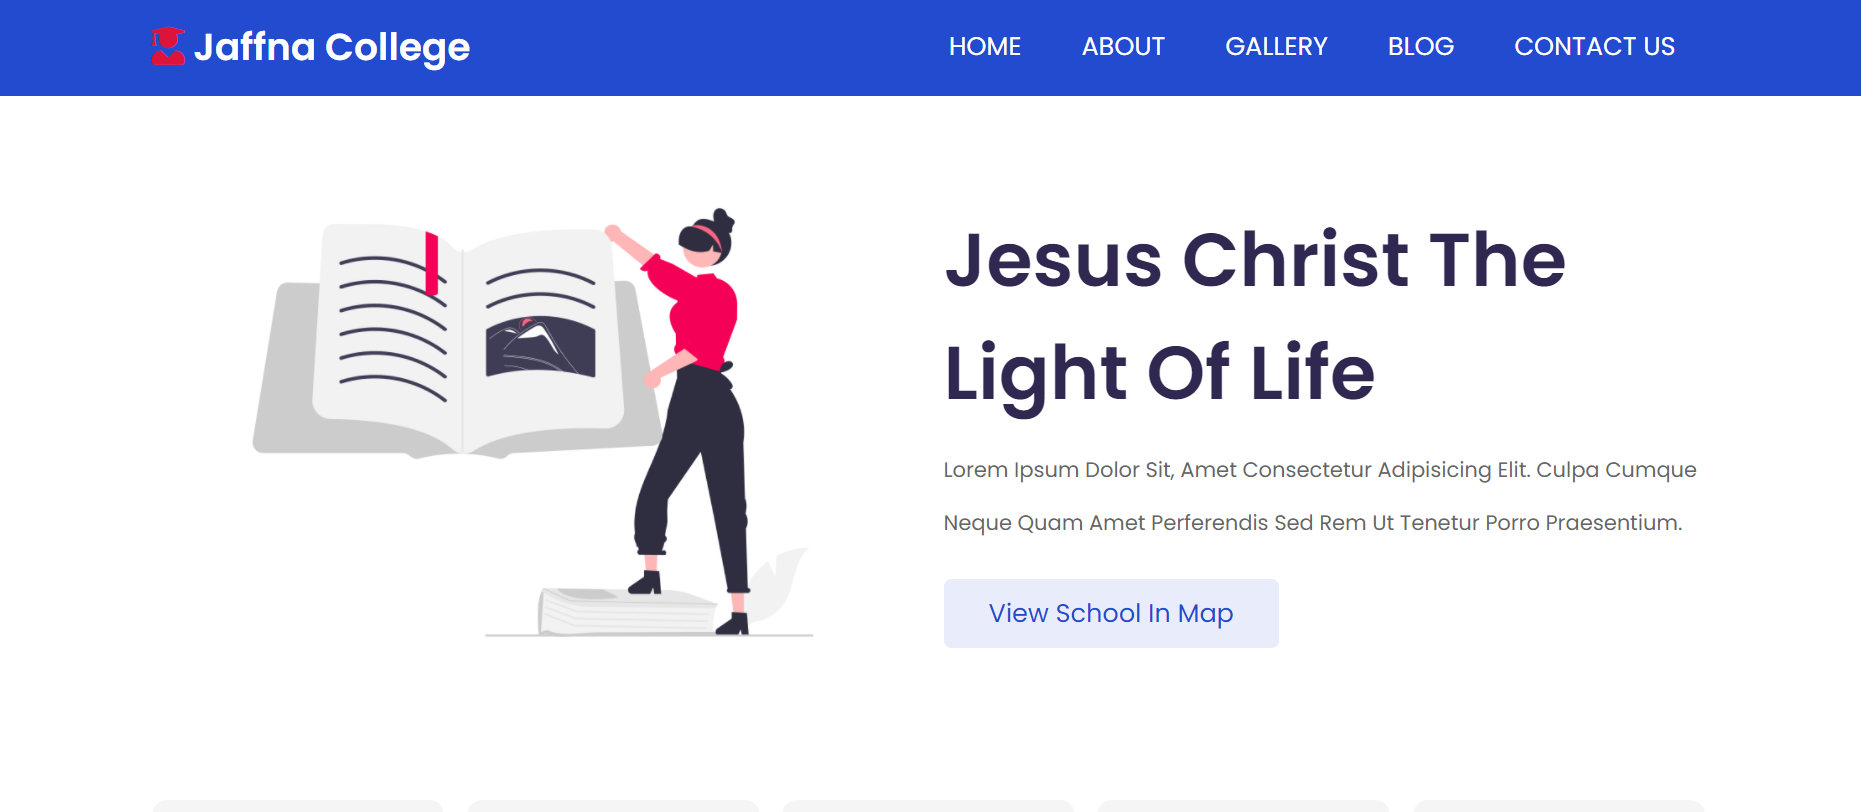 Jaffna College
HOME ABOUT GALLERY BLOG CONTACT US
Jesus Christ The
Light Of Life
Lorem Ipsum Dolor Sit, Amet Consectetur Adipisicing Elit. Culpa Cumque
Neque Quam Amet Perferendis Sed Rem Ut Tenetur Porro Praesentium.
View School In Map